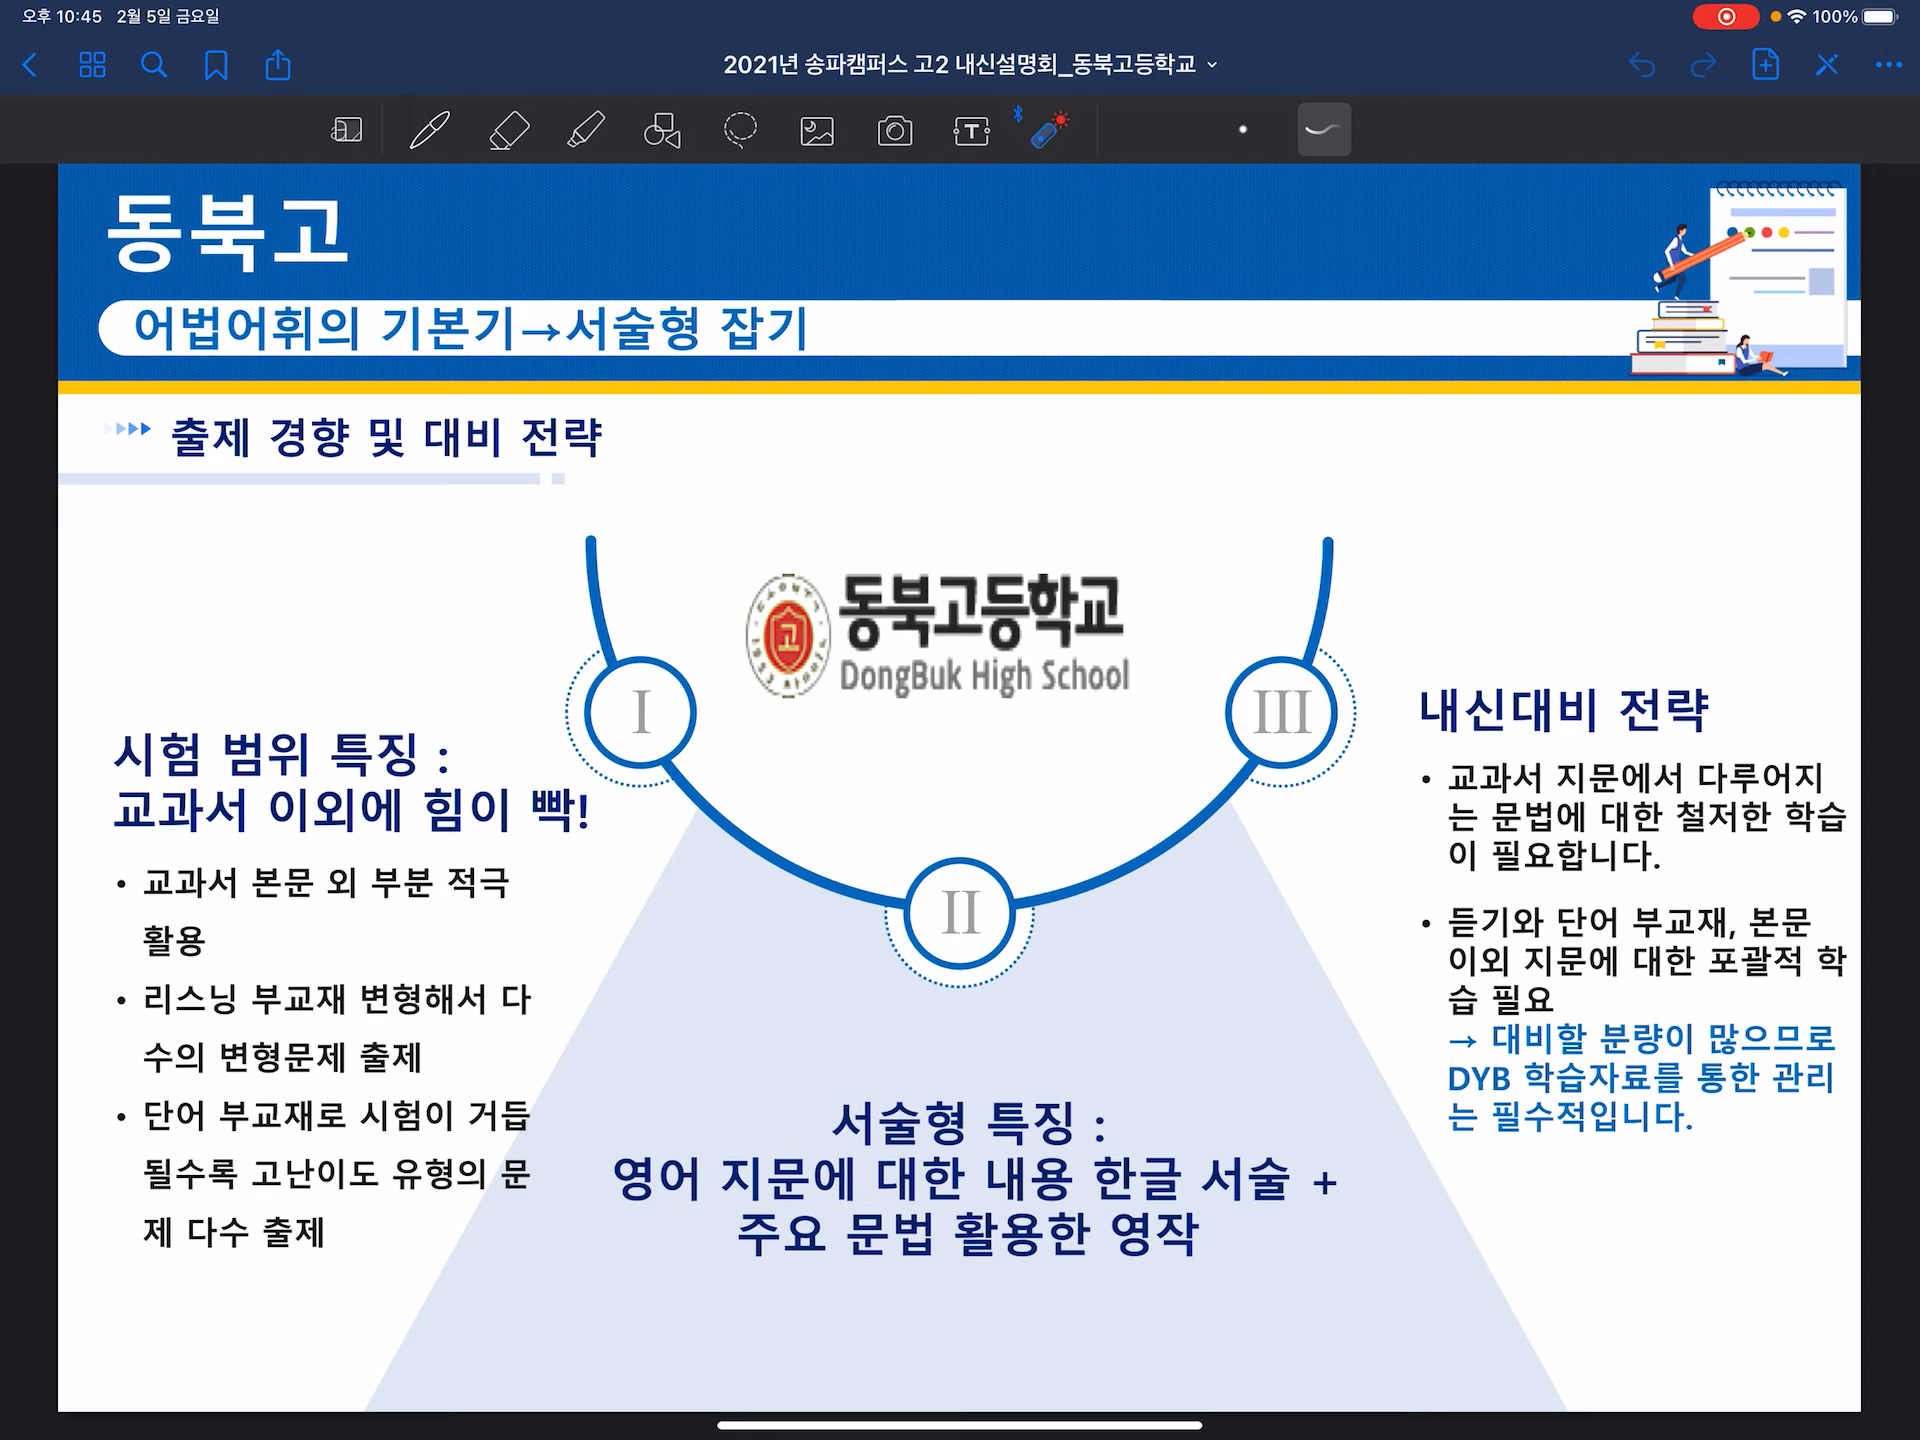 오후 10:45 2월 5일 금요일
100%
2021년 송파캠퍼스 고2 내신설명회_동북고등학교
동북고
어법어휘의 기본기→서술형 잡기
출제 경향 및 대비 전략
고
동북고등학교
DongBuk High School
I
시험 범위 특징 :
교과서 이외에 힘이 빡!
• 교과서 본문 외 부분 적극
활용
• 리스닝 부교재 변형해서 다
수의 변형문제 출제
• 단어 부교재로 시험이 거듭
될수록 고난이도 유형의 문
제 다수 출제
II
서술형 특징 :
영어 지문에 대한 내용 한글 서술 +
주요 문법 활용한 영작
III
내신대비 전략
• 교과서 지문에서 다루어지
는 문법에 대한 철저한 학습
이 필요합니다.
• 듣기와 단어 부교재, 본문
이외 지문에 대한 포괄적 학
습 필요
→ 대비할 분량이 많으므로
DYB 학습자료를 통한 관리
는 필수적입니다.